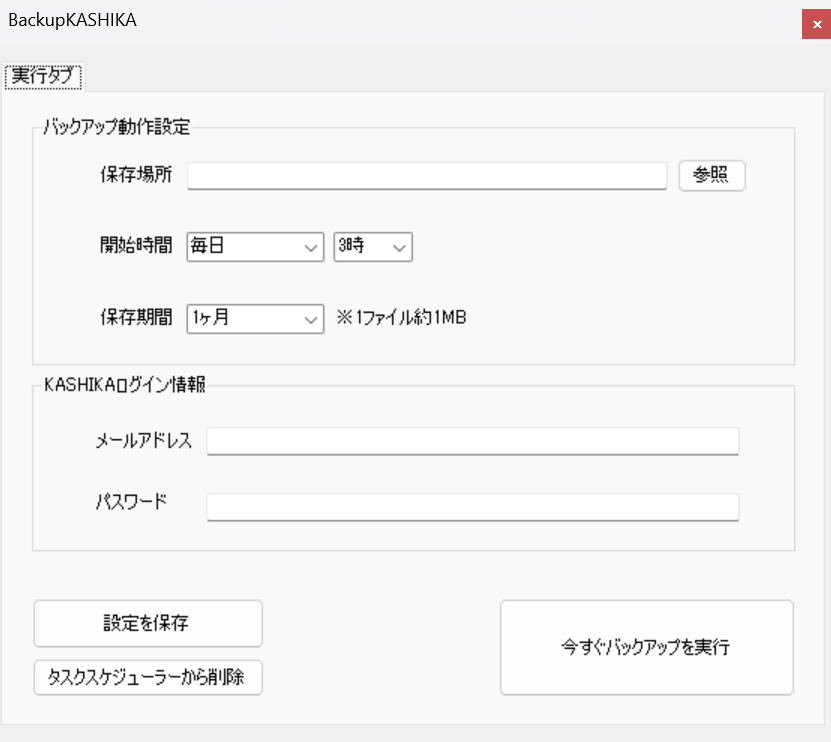 BackupKASHIKA
実行タブ
バックアップ動作設定
保存場所
参照
開始時間 毎日 3時
保存期間 1ヶ月 ※1ファイル約1MB
KASHIKAログイン情報
メールアドレス
パスワード
設定を保存
タスクスケジューラーから削除
今すぐバックアップを実行